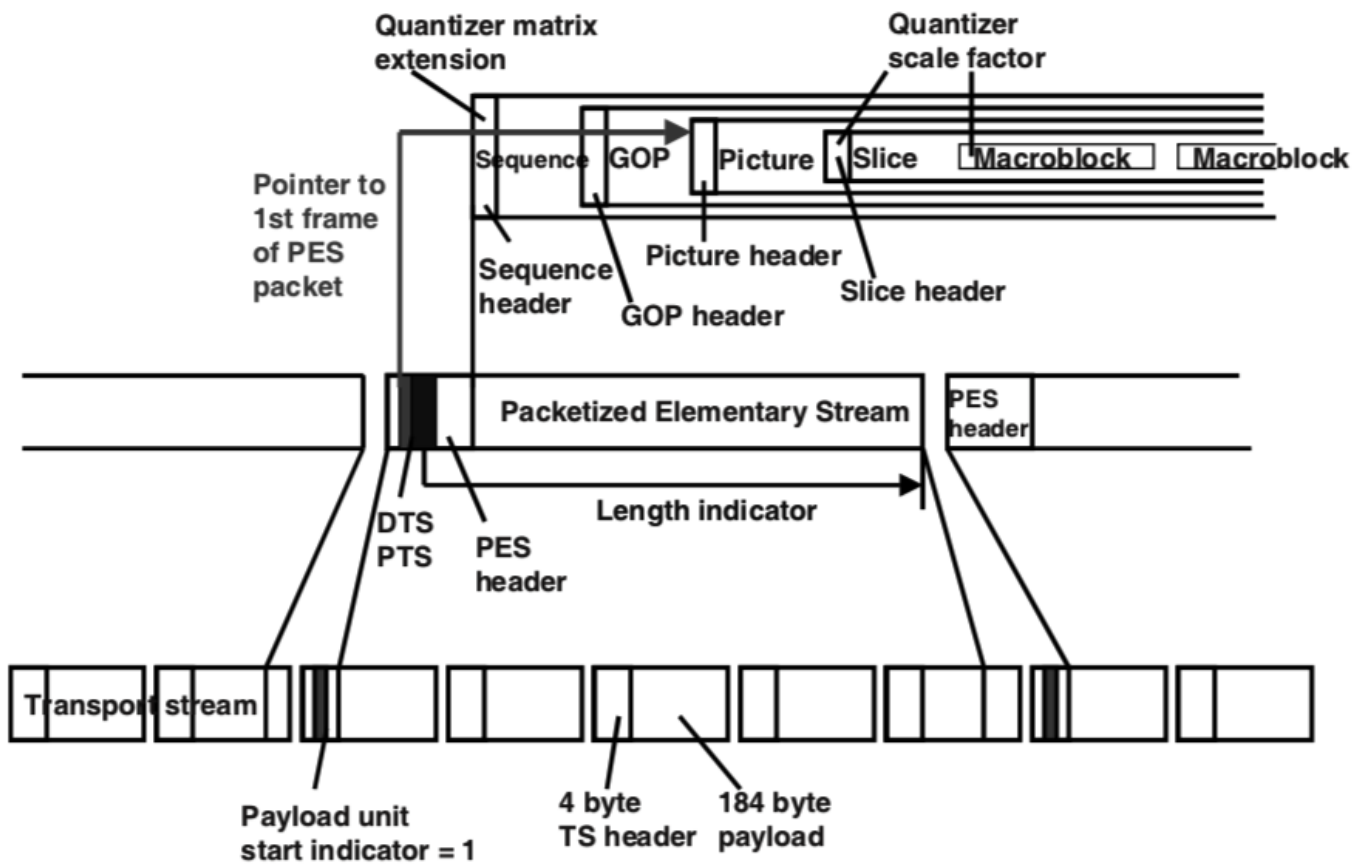 Quantizer matrix
extension
Quantizer
scale factor
Sequence
GOP
Picture
Slice
Macroblock
Macroblock
Pointer to
1st frame
of PES
packet
Sequence
header
Picture header
GOP header
Slice header
Packetized Elementary Stream
PES
header
Length indicator
DTS
PTS
PES
header
Transport stream
Payload unit
start indicator = 1
4 byte
TS header
184 byte
payload